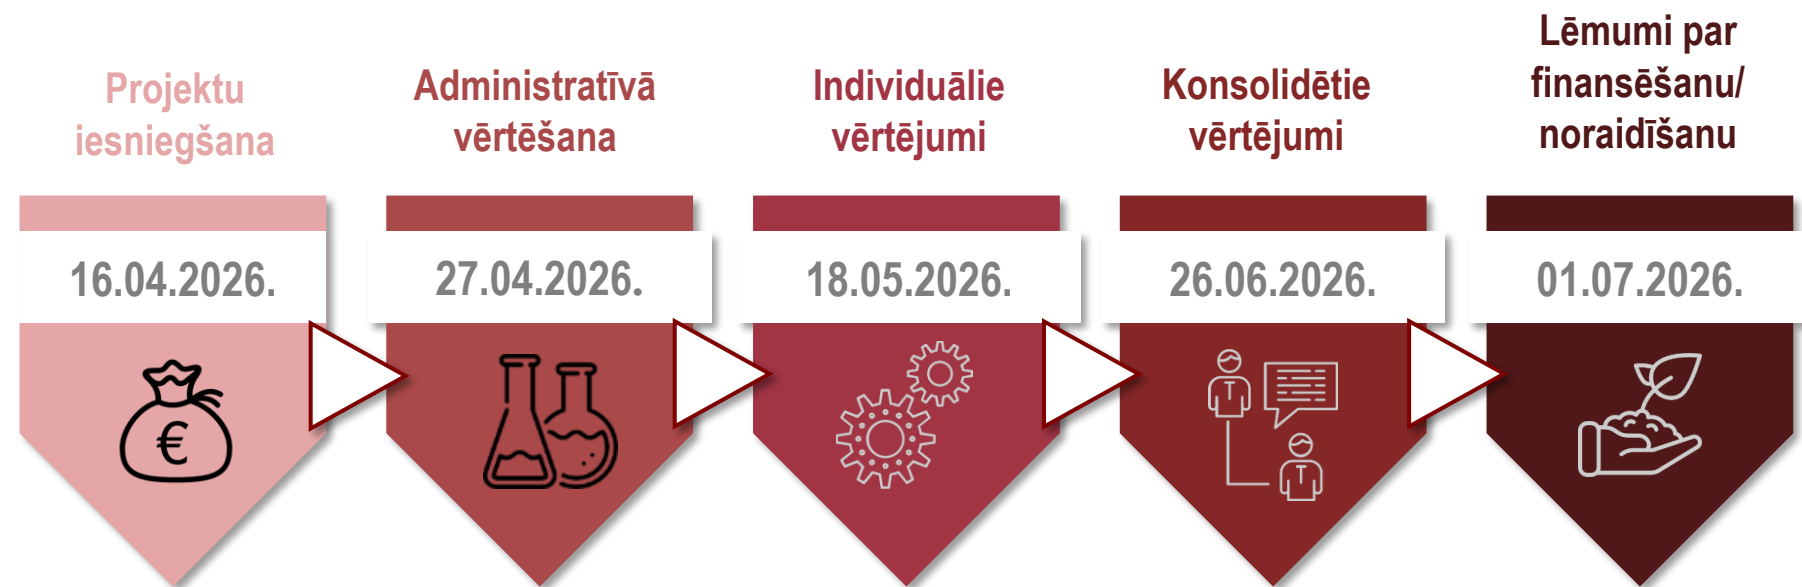 Projektu
iesniegšana
Administratīvā
vērtēšana
Individuālie
vērtējumi
Konsolidētie
vērtējumi
Lēmumi par
finansēšanu/
noraidīšanu
16.04.2026.
27.04.2026.
18.05.2026.
26.06.2026.
01.07.2026.
€